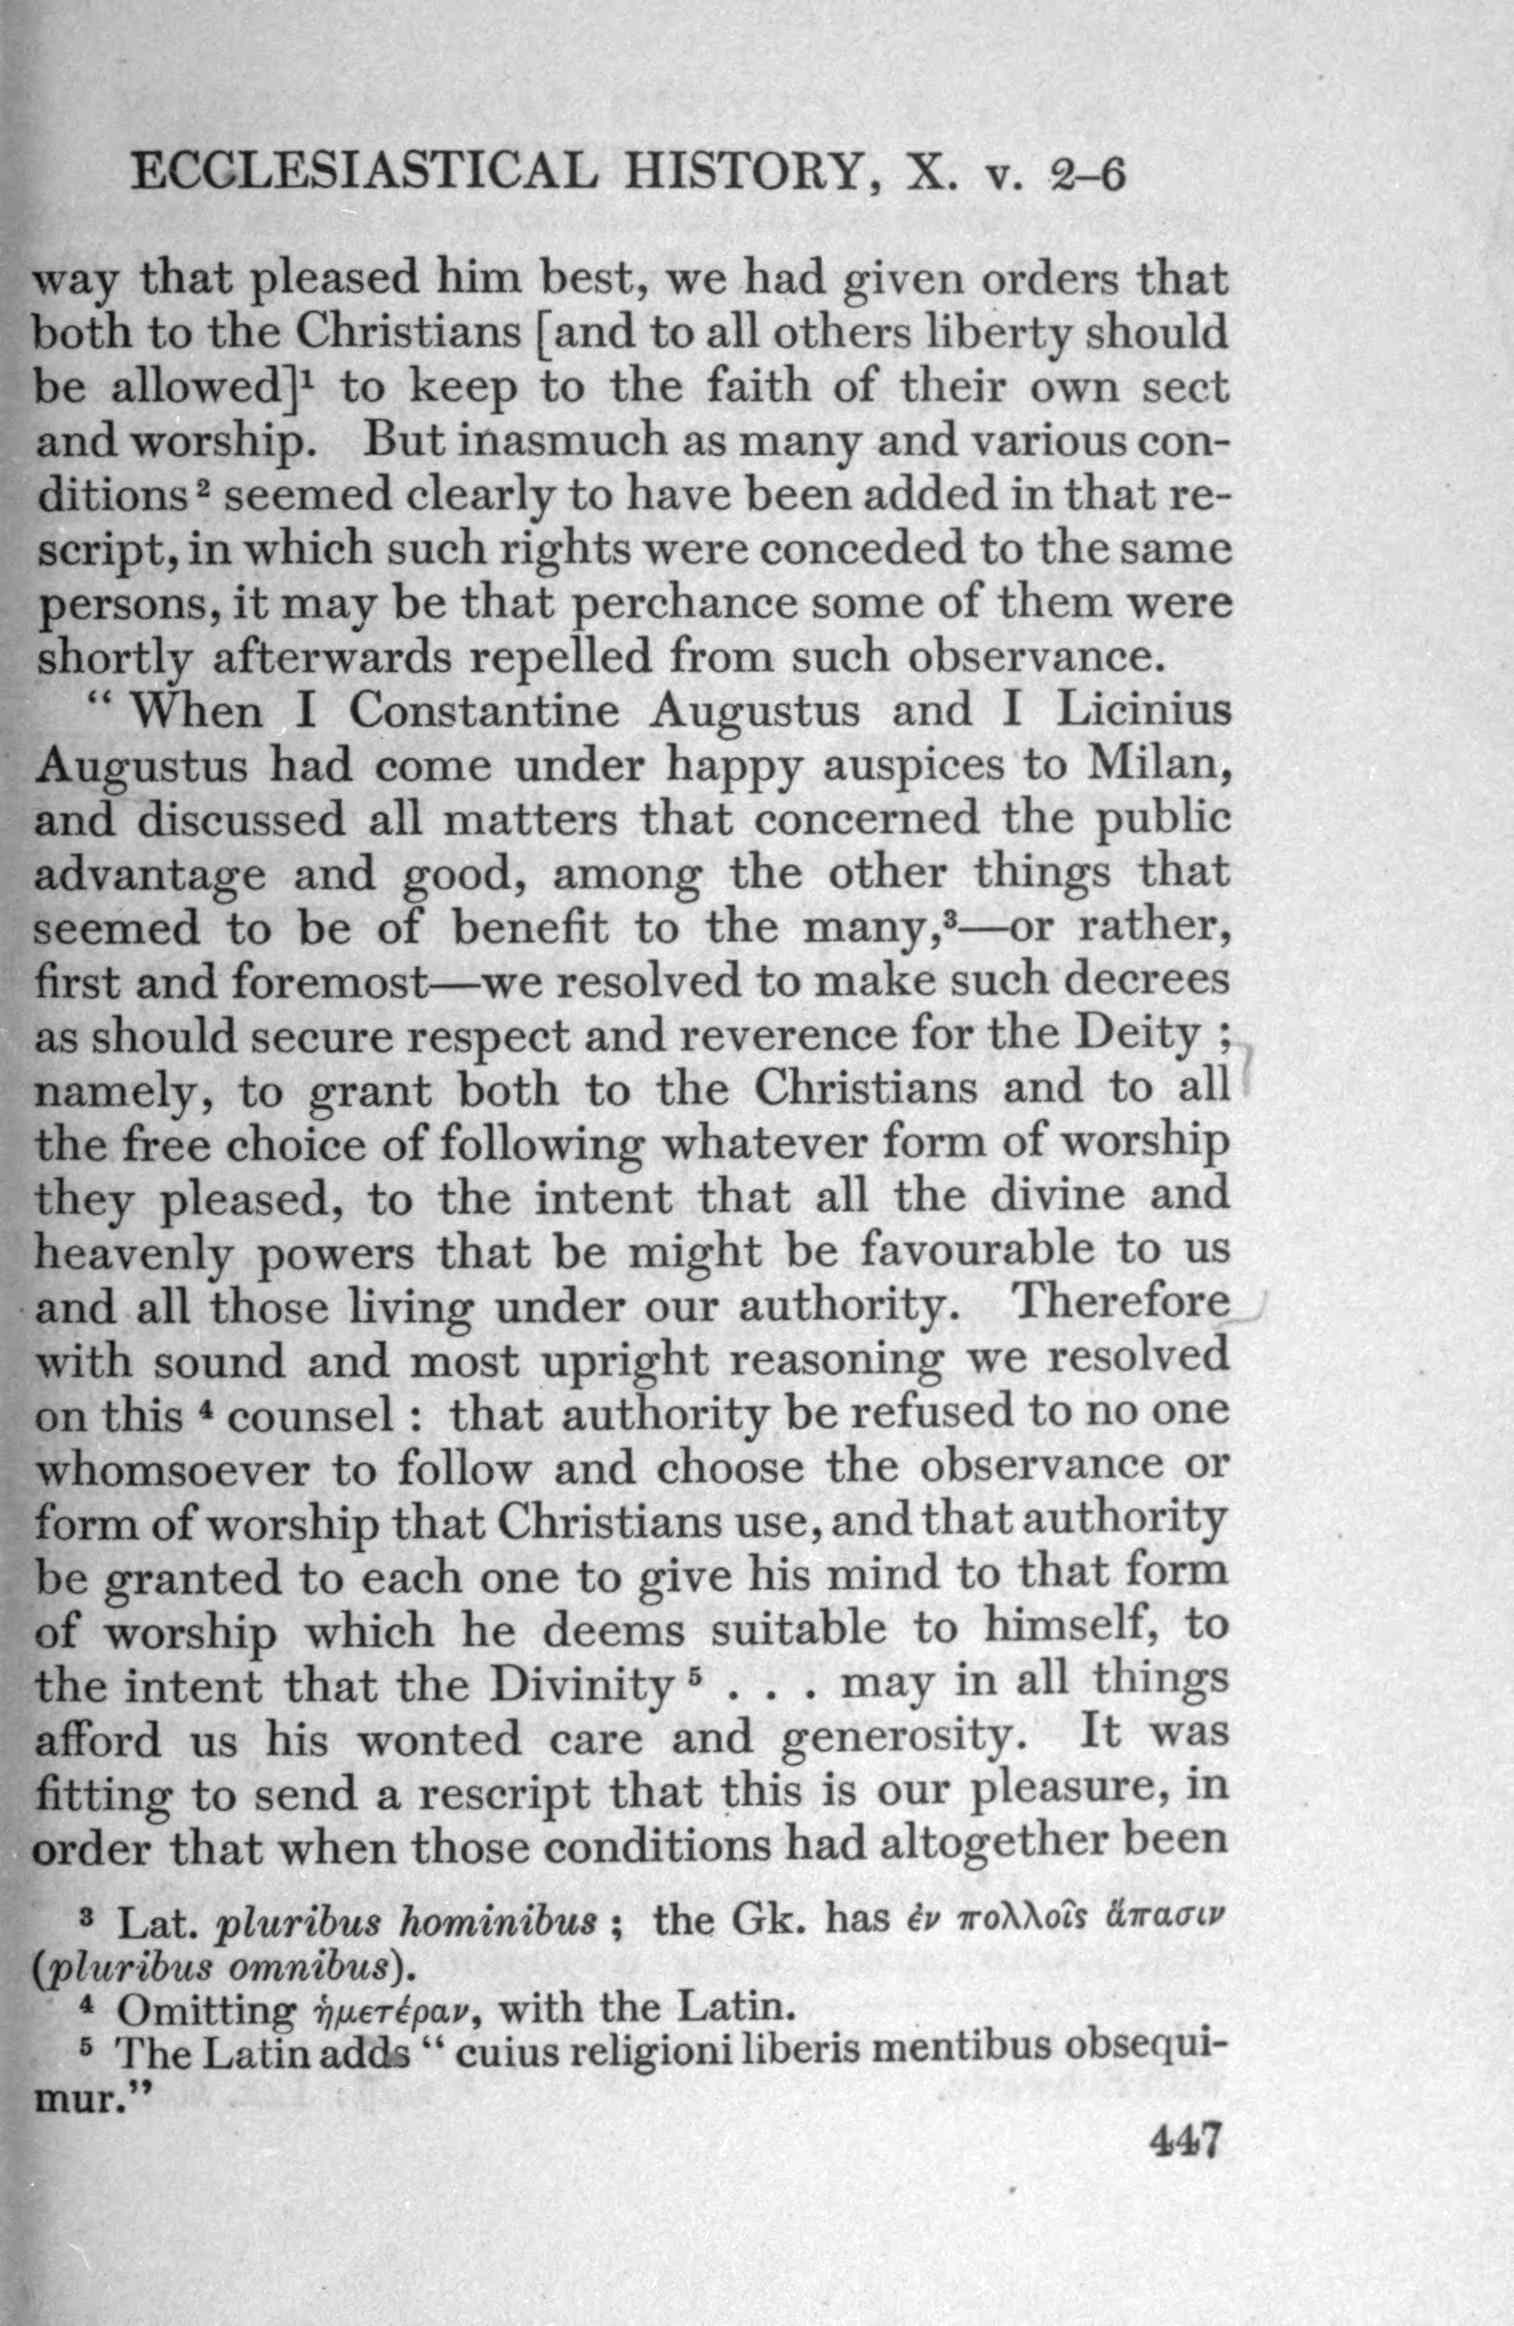 ECCLESIASTICAL HISTORY, X. v. 2–6
way that pleased him best, we had given orders that
both to the Christians [and to all others liberty should
be allowed]¹ to keep to the faith of their own sect
and worship. But inasmuch as many and various con-
ditions ² seemed clearly to have been added in that re-
script, in which such rights were conceded to the same
persons, it may be that perchance some of them were
shortly afterwards repelled from such observance.
“ When I Constantine Augustus and I Licinius
Augustus had come under happy auspices to Milan,
and discussed all matters that concerned the public
advantage and good, among the other things that
seemed to be of benefit to the many,³—or rather,
first and foremost—we resolved to make such decrees
as should secure respect and reverence for the Deity ;
namely, to grant both to the Christians and to all
the free choice of following whatever form of worship
they pleased, to the intent that all the divine and
heavenly powers that be might be favourable to us
and all those living under our authority. Therefore
with sound and most upright reasoning we resolved
on this ⁴ counsel : that authority be refused to no one
whomsoever to follow and choose the observance or
form of worship that Christians use, and that authority
be granted to each one to give his mind to that form
of worship which he deems suitable to himself, to
the intent that the Divinity ⁵ . . . may in all things
afford us his wonted care and generosity. It was
fitting to send a rescript that this is our pleasure, in
order that when those conditions had altogether been
³ Lat. pluribus hominibus ; the Gk. has ἐν πολλοῖς ἅπασιν
(pluribus omnibus).
⁴ Omitting ἡμετέραν, with the Latin.
⁵ The Latin adds “ cuius religioni liberis mentibus obsequi-
mur.”
447